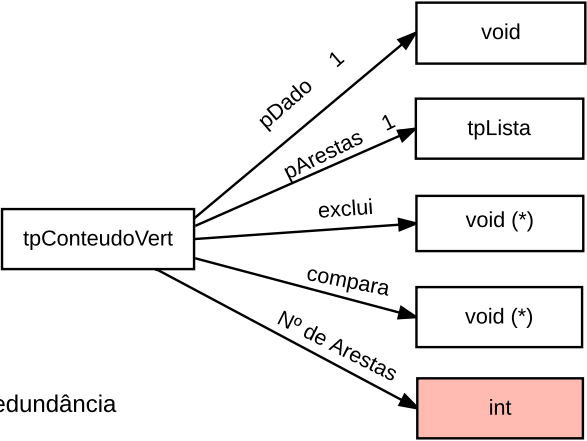 void
pDado 1
tpLista
pArestas 1
exclui
void (*)
tpConteudoVert
compara
void (*)
Nº de Arestas
edundância
int